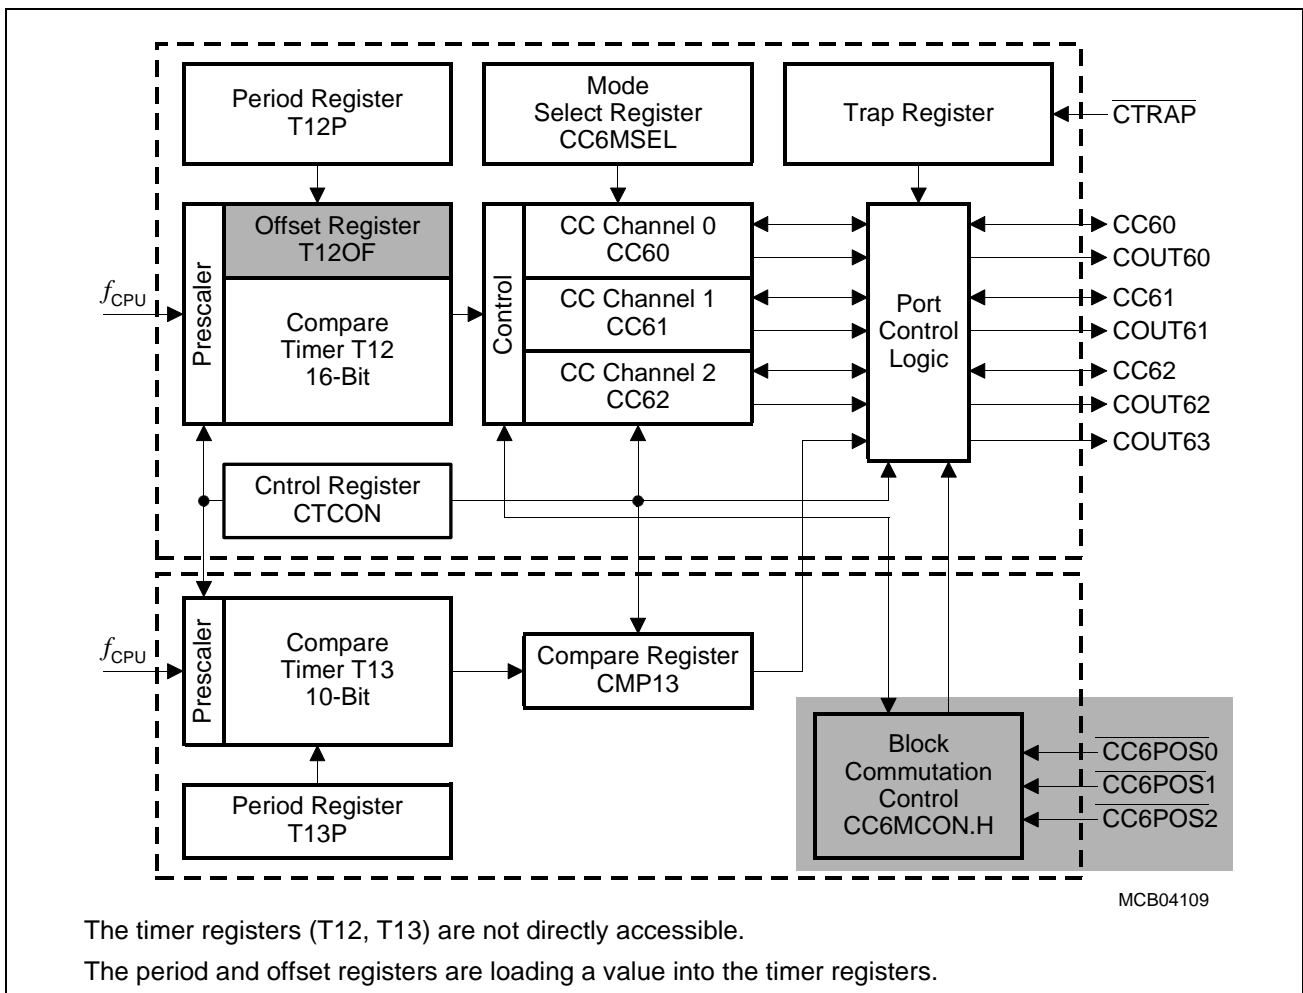 Period Register
T12P
Mode
Select Register
CC6MSEL
Trap Register
CTRAP
Offset Register
T12OF
Prescaler
Compare
Timer T12
16-Bit
fCPU
Control
CC Channel 0
CC60
CC Channel 1
CC61
CC Channel 2
CC62
Port
Control
Logic
CC60
COUT60
CC61
COUT61
CC62
COUT62
COUT63
Cntrol Register
CTCON
fCPU
Prescaler
Compare
Timer T13
10-Bit
Compare Register
CMP13
Period Register
T13P
Block
Commutation
Control
CC6MCON.H
CC6POS0
CC6POS1
CC6POS2
MCB04109
The timer registers (T12, T13) are not directly accessible.
The period and offset registers are loading a value into the timer registers.